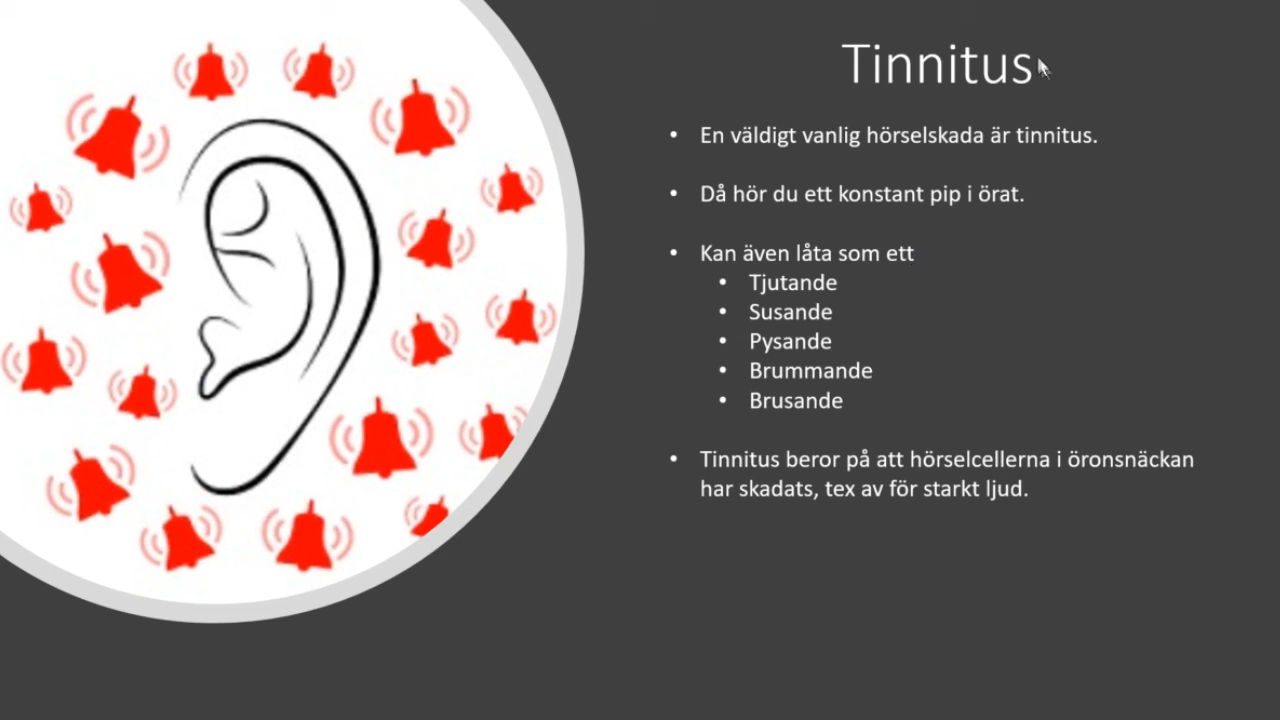 Tinnitus
• En väldigt vanlig hörselskada är tinnitus.
• Då hör du ett konstant pip i örat.
• Kan även låta som ett
• Tjutande
• Susande
• Pysande
• Brummande
• Brusande
• Tinnitus beror på att hörselcellerna i öronsnäckan
har skadats, tex av för starkt ljud.